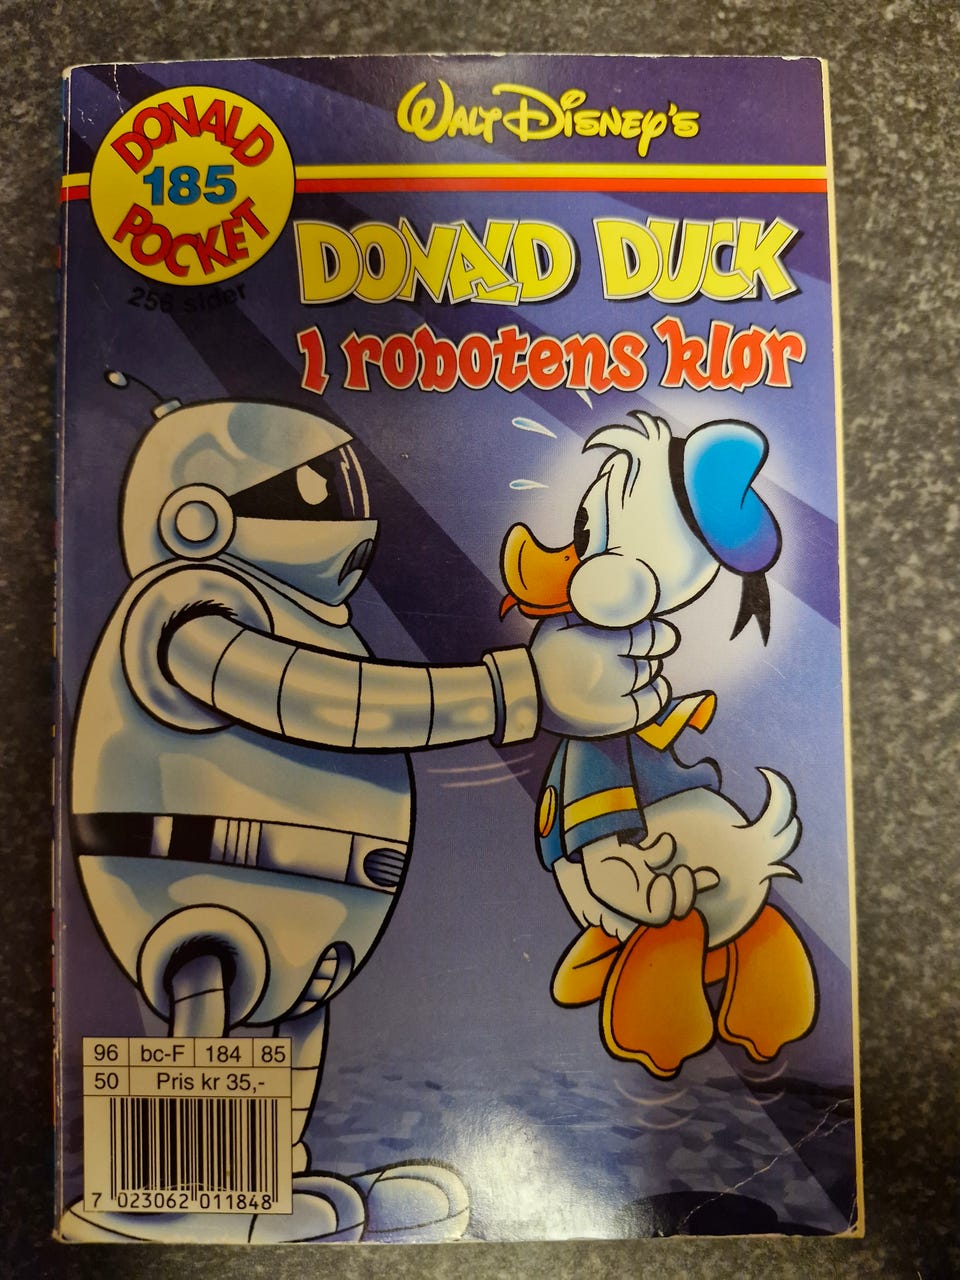 WALT DISNEY'S
DONALD
185
POCKET
256 sider
DONALD DUCK
I robotens klør
96 bc-F 184 85
50 Pris kr 35,-
7 023062 011848